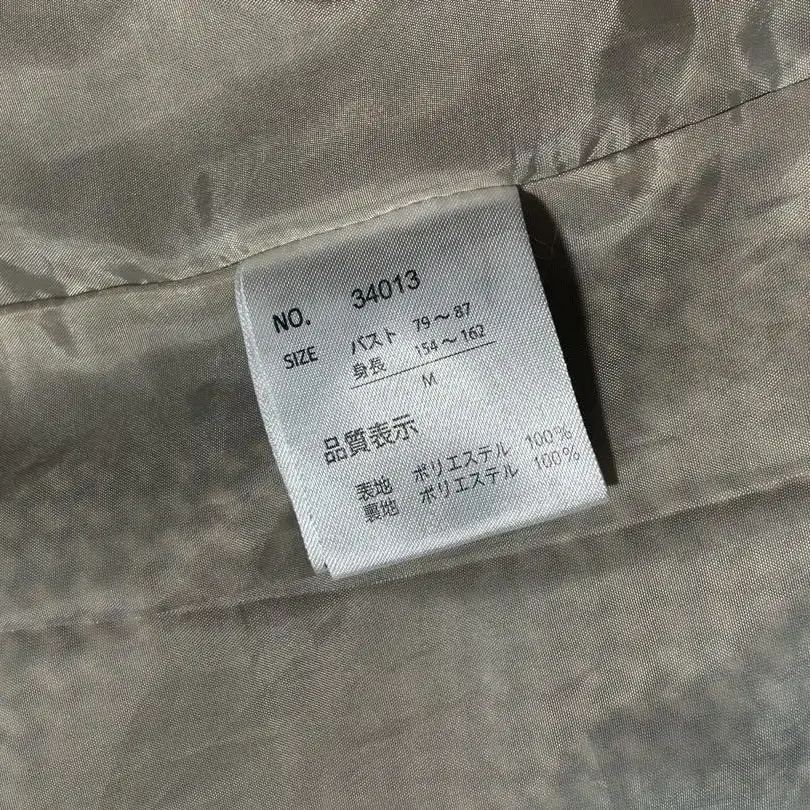 NO. 34013
SIZE バスト 79～87
身長 154～162
M
品質表示
表地 ポリエステル 100%
裏地 ポリエステル 100%